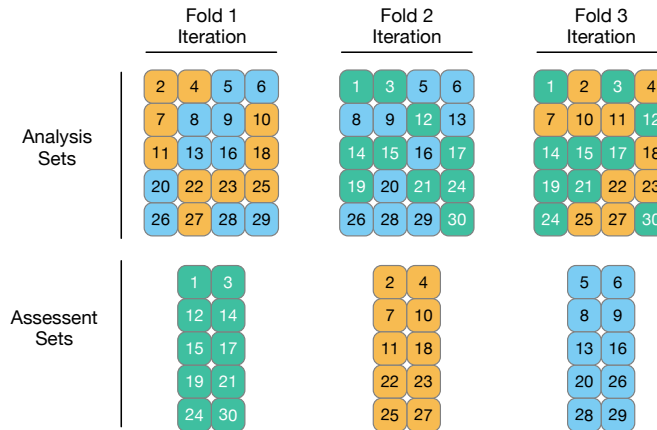 Fold 1
Iteration
Fold 2
Iteration
Fold 3
Iteration
Analysis
Sets
2 4 5 6
7 8 9 10
11 13 16 18
20 22 23 25
26 27 28 29
1 3 5 6
8 9 12 13
14 15 16 17
19 20 21 24
26 28 29 30
1 2 3 4
7 10 11 12
14 15 17 18
19 21 22 23
24 25 27 30
Assessent
Sets
1 3
12 14
15 17
19 21
24 30
2 4
7 10
11 18
22 23
25 27
5 6
8 9
13 16
20 26
28 29